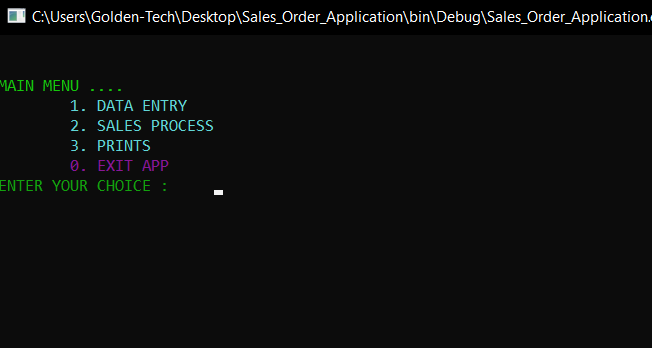 C:\Users\Golden-Tech\Desktop\Sales_Order_Application\bin\Debug\Sales_Order_Application.
MAIN MENU ....
1. DATA ENTRY
2. SALES PROCESS
3. PRINTS
0. EXIT APP
ENTER YOUR CHOICE :